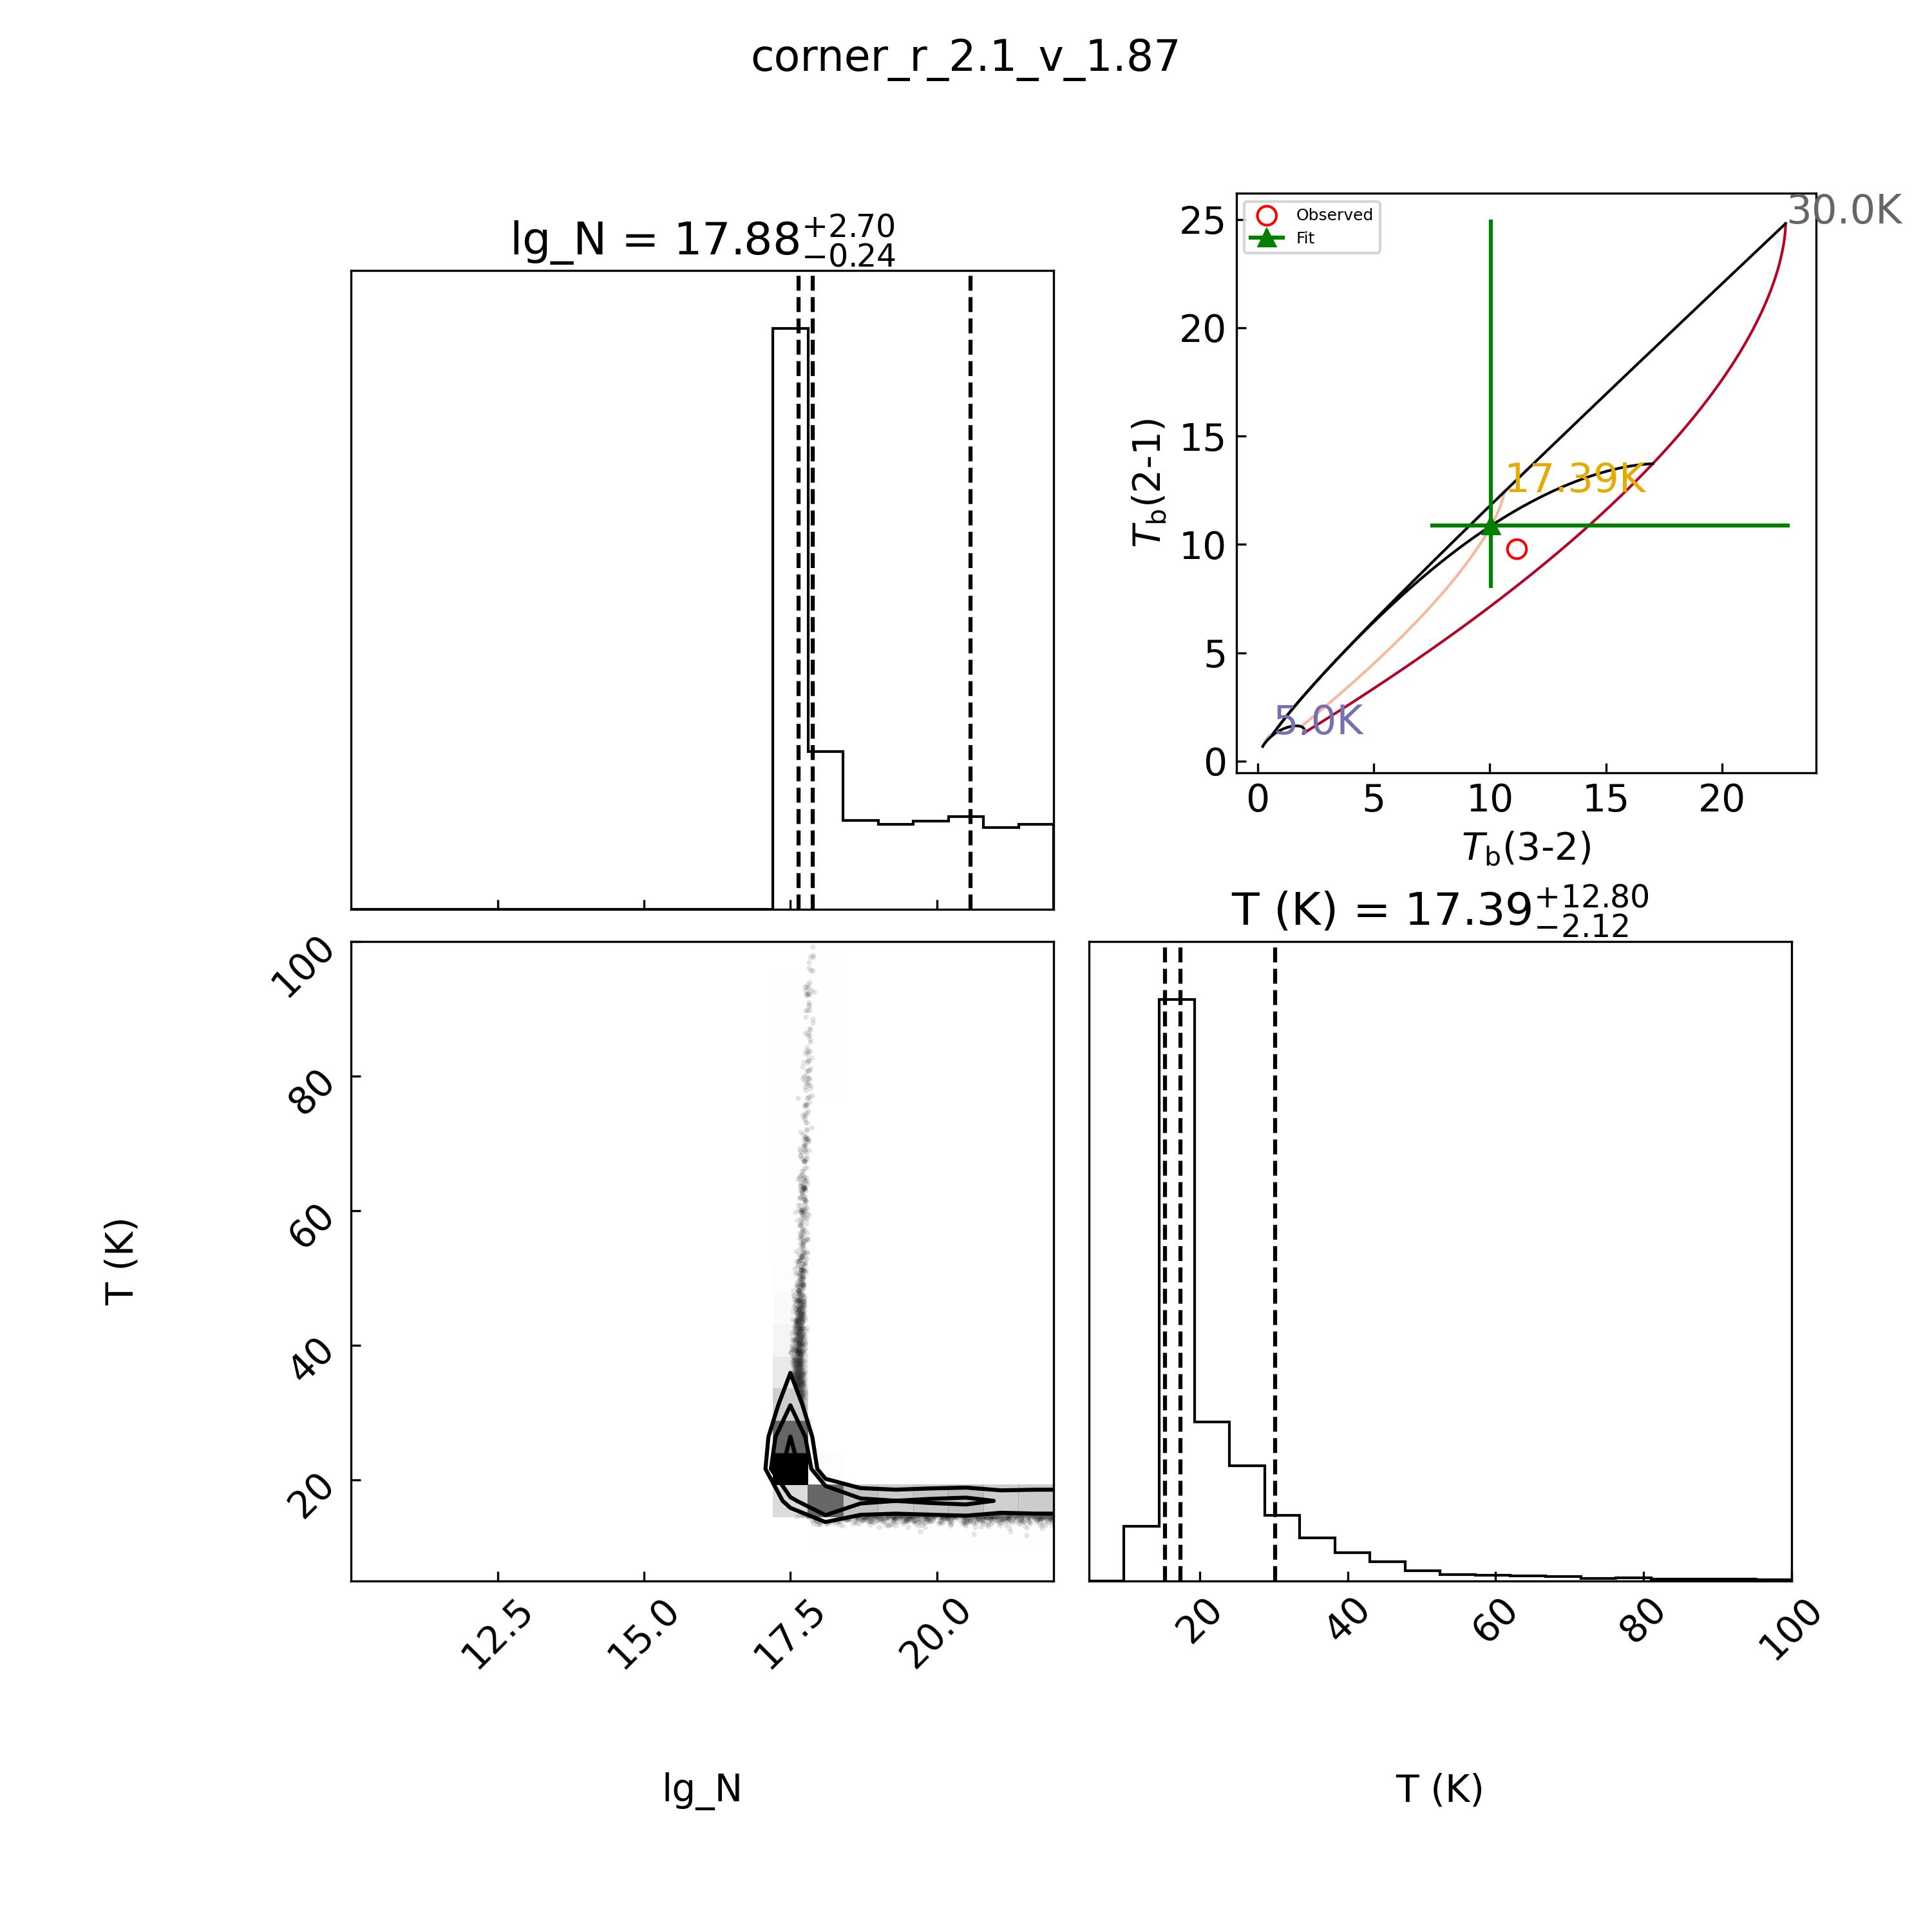 corner_r_2.1_v_1.87
lg_N = 17.88 +2.70 −0.24
25
20
15
10
5
0
T_b(2-1)
Observed
Fit
30.0K
17.39K
5.0K
0 5 10 15 20
T_b(3-2)
T (K) = 17.39 +12.80 −2.12
100
80
60
40
20
T (K)
12.5 15.0 17.5 20.0
lg_N
20 40 60 80 100
T (K)